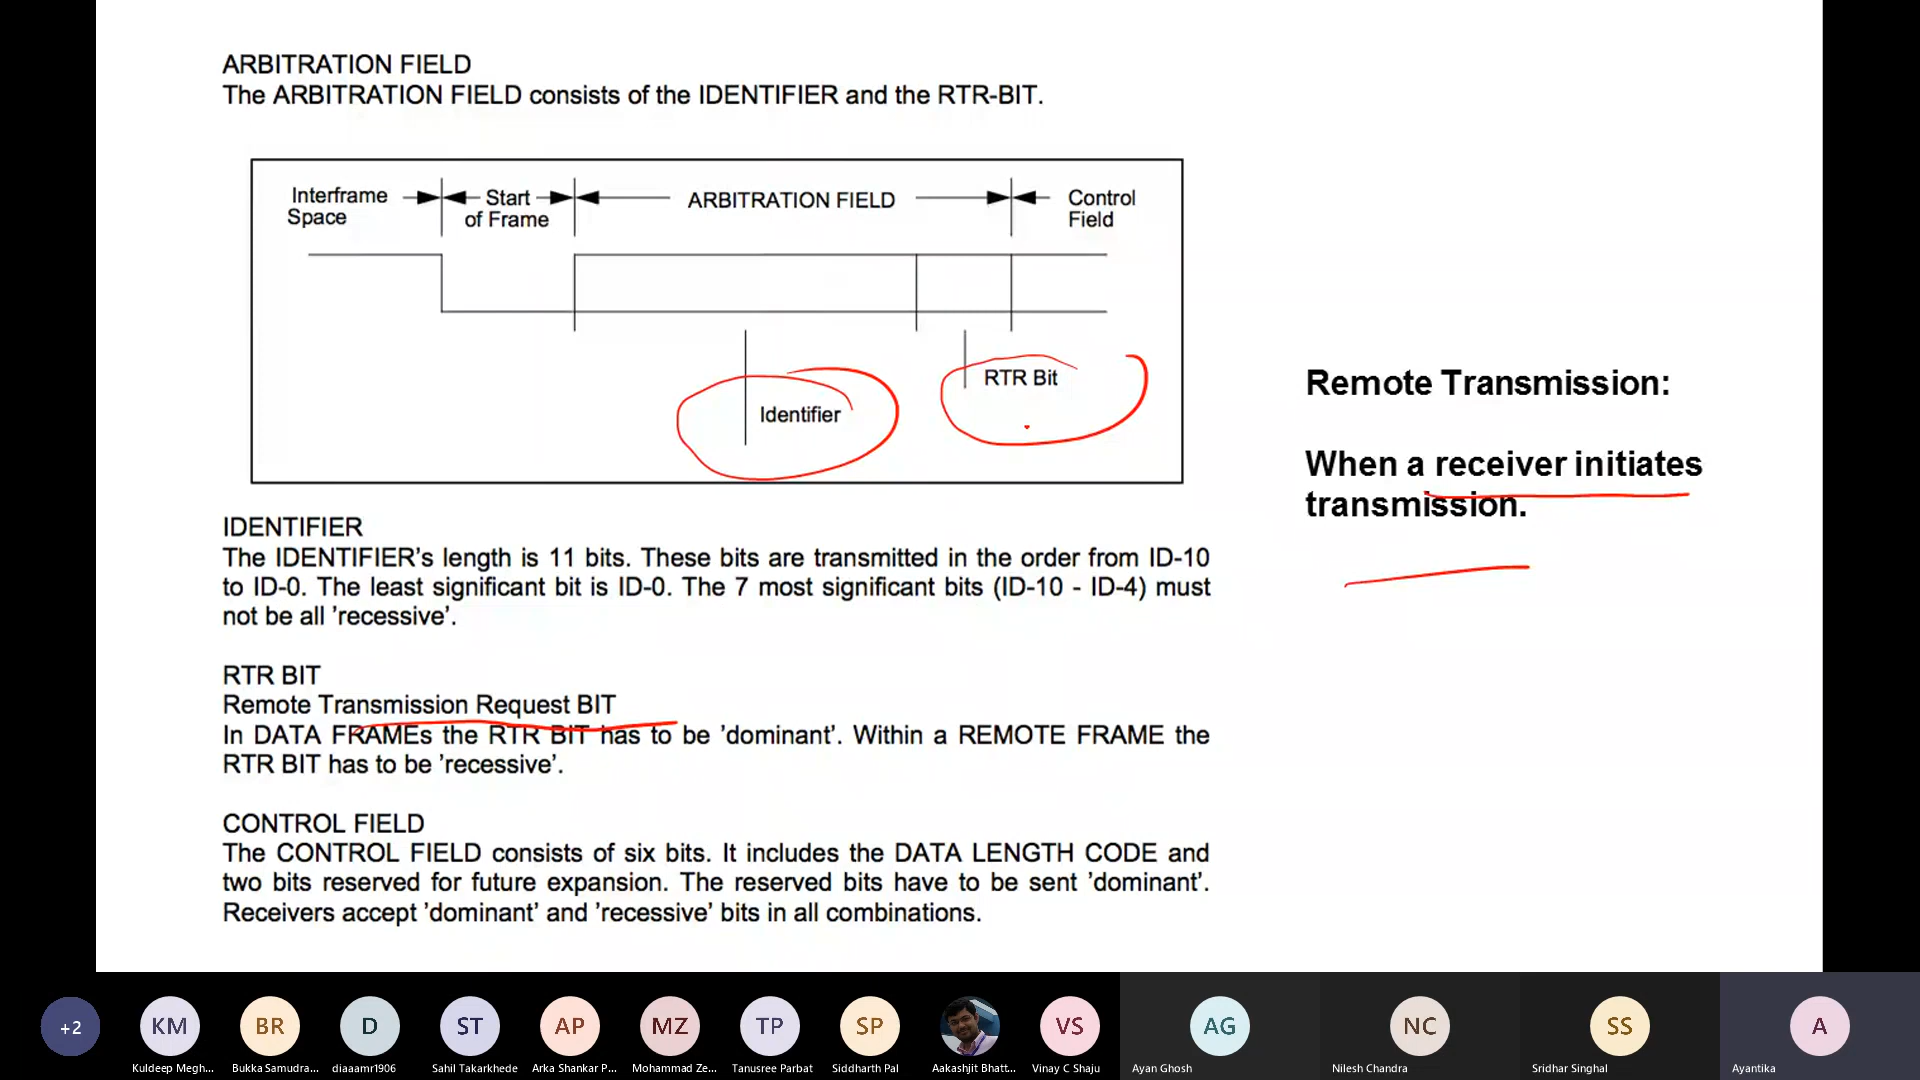 ARBITRATION FIELD
The ARBITRATION FIELD consists of the IDENTIFIER and the RTR-BIT.
Interframe Space
Start of Frame
ARBITRATION FIELD
Control Field
RTR Bit
Identifier
IDENTIFIER
The IDENTIFIER's length is 11 bits. These bits are transmitted in the order from ID-10
to ID-0. The least significant bit is ID-0. The 7 most significant bits (ID-10 - ID-4) must
not be all 'recessive'.
RTR BIT
Remote Transmission Request BIT
In DATA FRAMEs the RTR BIT has to be 'dominant'. Within a REMOTE FRAME the
RTR BIT has to be 'recessive'.
CONTROL FIELD
The CONTROL FIELD consists of six bits. It includes the DATA LENGTH CODE and
two bits reserved for future expansion. The reserved bits have to be sent 'dominant'.
Receivers accept 'dominant' and 'recessive' bits in all combinations.
Remote Transmission:
When a receiver initiates
transmission.
+2
KM
BR
D
ST
AP
MZ
TP
SP
VS
AG
NC
SS
A
Kuldeep Megh...
Bukka Samudra...
diaaamr1906
Sahil Takarkhede
Arka Shankar P...
Mohammad Ze...
Tanusree Parbat
Siddharth Pal
Aakashjit Bhatt...
Vinay C Shaju
Ayan Ghosh
Nilesh Chandra
Sridhar Singhal
Ayantika